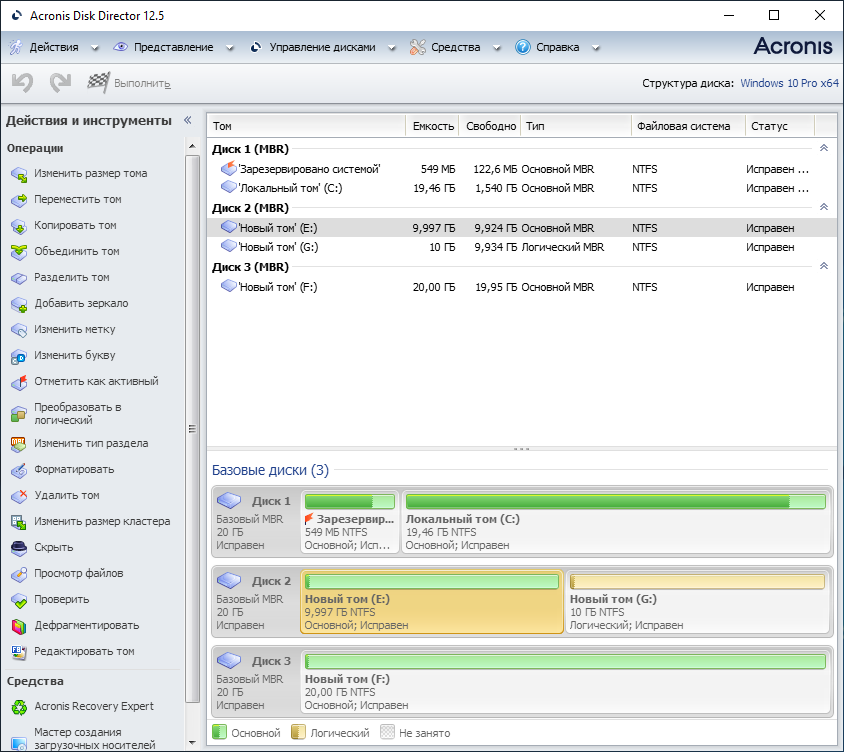 Acronis Disk Director 12.5
Действия Представление Управление дисками Средства Справка Acronis
Выполнить Структура диска: Windows 10 Pro x64
Действия и инструменты «
Операции
Изменить размер тома
Переместить том
Копировать том
Объединить том
Разделить том
Добавить зеркало
Изменить метку
Изменить букву
Отметить как активный
Преобразовать в
логический
Изменить тип раздела
Форматировать
Удалить том
Изменить размер кластера
Скрыть
Просмотр файлов
Проверить
Дефрагментировать
Редактировать том
Средства
Acronis Recovery Expert
Мастер создания
загрузочных носителей
Том Емкость Свободно Тип Файловая система Статус
Диск 1 (MBR)
'Зарезервировано системой' 549 МБ 122,6 МБ Основной MBR NTFS Исправен ...
'Локальный том' (C:) 19,46 ГБ 1,540 ГБ Основной MBR NTFS Исправен ...
Диск 2 (MBR)
'Новый том' (E:) 9,997 ГБ 9,924 ГБ Основной MBR NTFS Исправен
'Новый том' (G:) 10 ГБ 9,934 ГБ Логический MBR NTFS Исправен
Диск 3 (MBR)
'Новый том' (F:) 20,00 ГБ 19,95 ГБ Основной MBR NTFS Исправен
Базовые диски (3)
Диск 1
Базовый MBR
20 ГБ
Исправен
Зарезервир...
549 МБ NTFS
Основной; Исп...
Локальный том (C:)
19,46 ГБ NTFS
Основной; Исправен
Диск 2
Базовый MBR
20 ГБ
Исправен
Новый том (E:)
9,997 ГБ NTFS
Основной; Исправен
Новый том (G:)
10 ГБ NTFS
Логический; Исправен
Диск 3
Базовый MBR
20 ГБ
Исправен
Новый том (F:)
20,00 ГБ NTFS
Основной; Исправен
Основной Логический Не занято